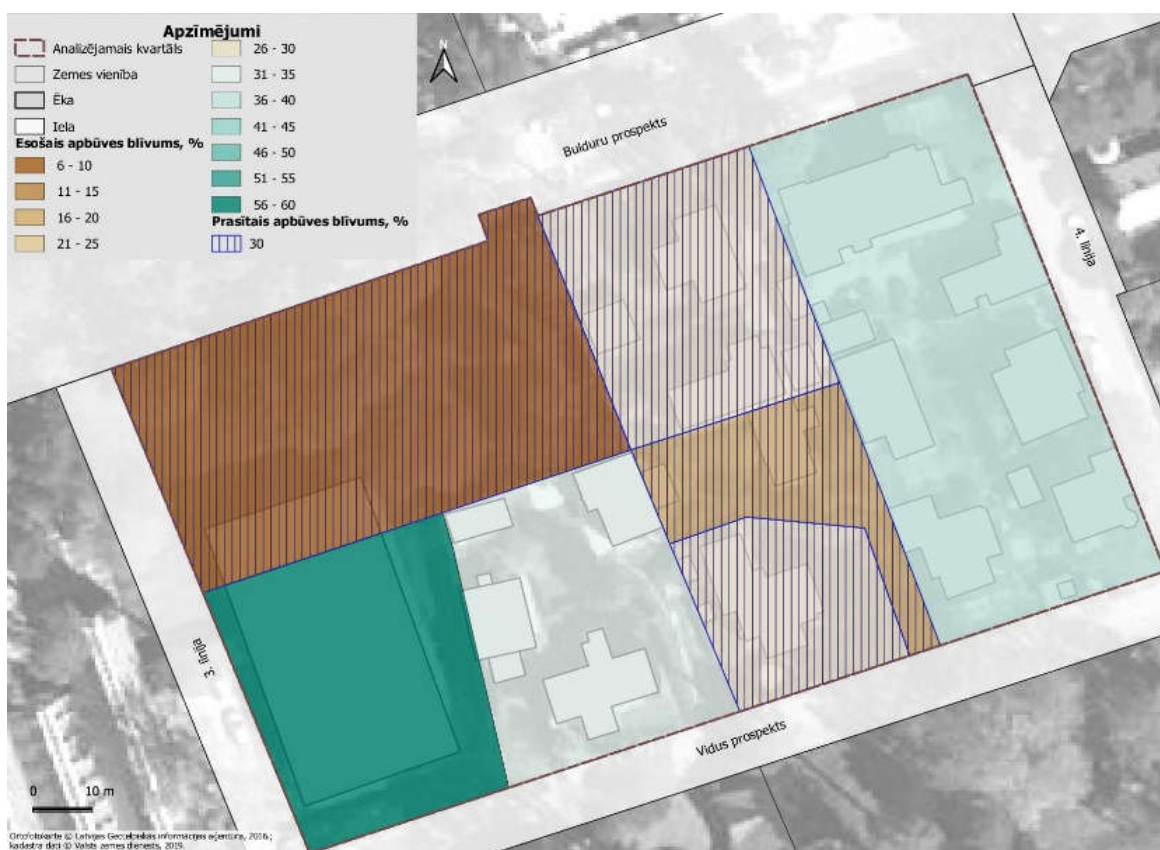 Apzīmējumi
Analizējamais kvartāls
Zemes vienība
Ēka
Iela
Esošais apbūves blīvums, %
6 - 10
11 - 15
16 - 20
21 - 25
26 - 30
31 - 35
36 - 40
41 - 45
46 - 50
51 - 55
56 - 60
Prasītais apbūves blīvums, %
30
N
Bulduru prospekts
4. līnija
3. līnija
Vidus prospekts
0 10 m
Ortofotokarte © Latvijas Ģeotelpiskās informācijas aģentūra, 2016.;
kadastra dati © Valsts zemes dienests, 2019.